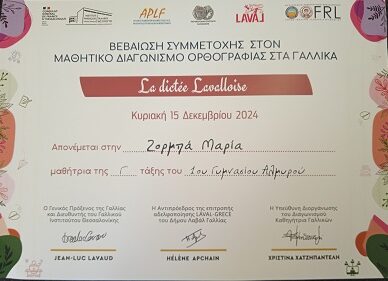 APLF
LAVAL
OFRL
ΒΕΒΑΙΩΣΗ ΣΥΜΜΕΤΟΧΗΣ ΣΤΟΝ
ΜΑΘΗΤΙΚΟ ΔΙΑΓΩΝΙΣΜΟ ΟΡΘΟΓΡΑΦΙΑΣ ΣΤΑ ΓΑΛΛΙΚΑ
La dictée Lavalloise
Κυριακή 15 Δεκεμβρίου 2024
Απονέμεται στην Ζορμπά Μαρία
μαθήτρια της Γ τάξης του 1ου Γυμνασίου Αλμυρού
Ο Γενικός Πρόξενος της Γαλλίας
και Διευθυντής του Γαλλικού
Ινστιτούτου Θεσσαλονίκης
JEAN-LUC LAVAUD
Η Αντιπρόεδρος της επιτροπής
αδελφοποίησης LAVAL-GRECE
του Δήμου Λαβάλ Γαλλίας
HÉLÈNE APCHAIN
Η Υπεύθυνη Διοργάνωσης
του Διαγωνισμού
Καθηγήτρια Γαλλικών
ΧΡΙΣΤΙΝΑ ΧΑΤΖΗΠΑΝΤΕΛΗ